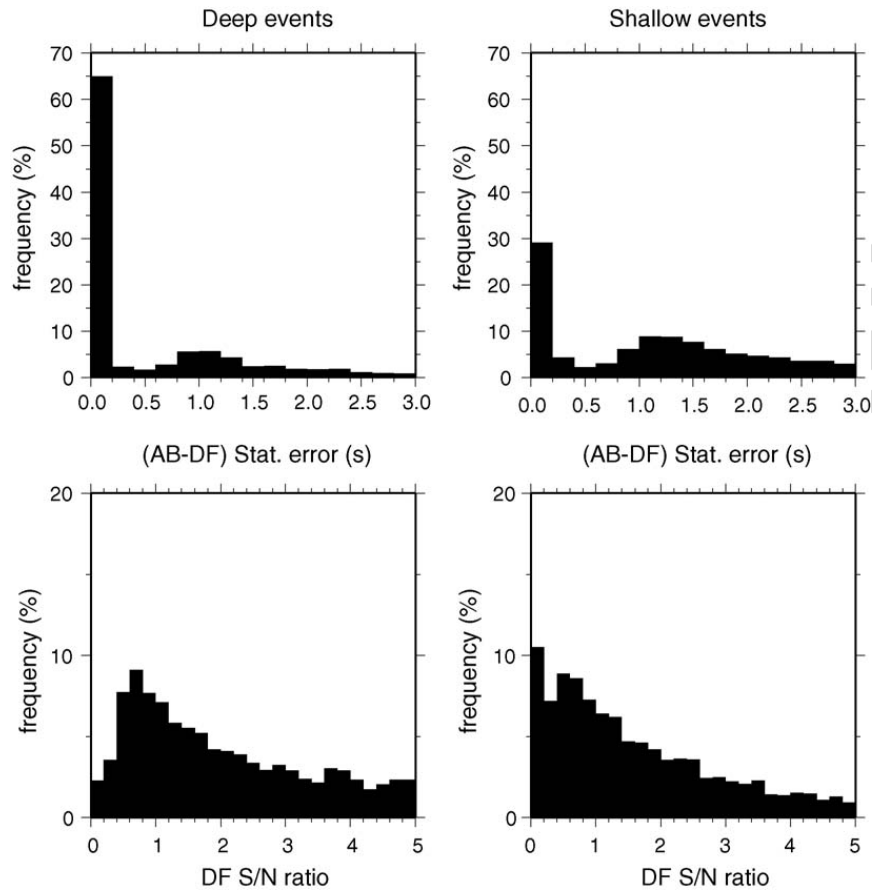 Deep events
Shallow events
70
60
50
40
30
20
10
0
frequency (%)
0.0 0.5 1.0 1.5 2.0 2.5 3.0
(AB-DF) Stat. error (s)
70
60
50
40
30
20
10
0
frequency (%)
0.0 0.5 1.0 1.5 2.0 2.5 3.0
(AB-DF) Stat. error (s)
20
10
0
frequency (%)
0 1 2 3 4 5
DF S/N ratio
20
10
0
frequency (%)
0 1 2 3 4 5
DF S/N ratio